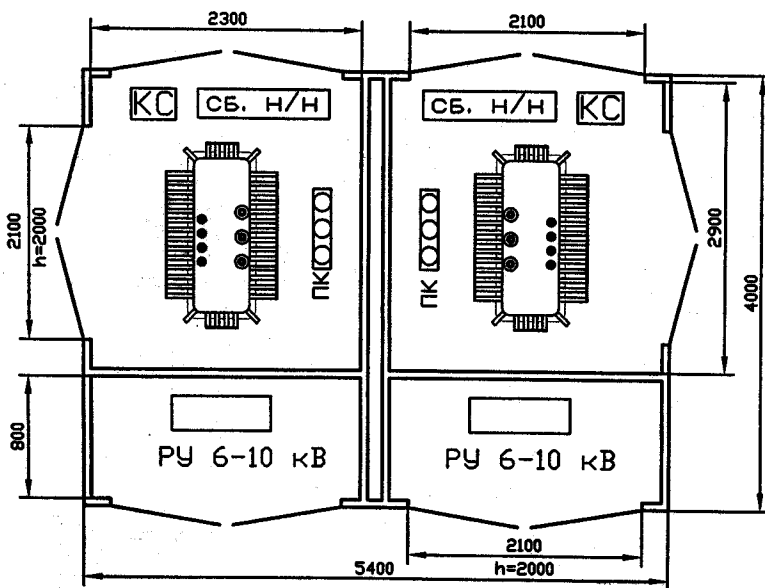 2300
2100
КС
СБ. Н/Н
СБ. Н/Н
КС
2100
h=2000
ПК
ПК
2900
4000
800
РУ 6-10 кВ
РУ 6-10 кВ
2100
h=2000
5400